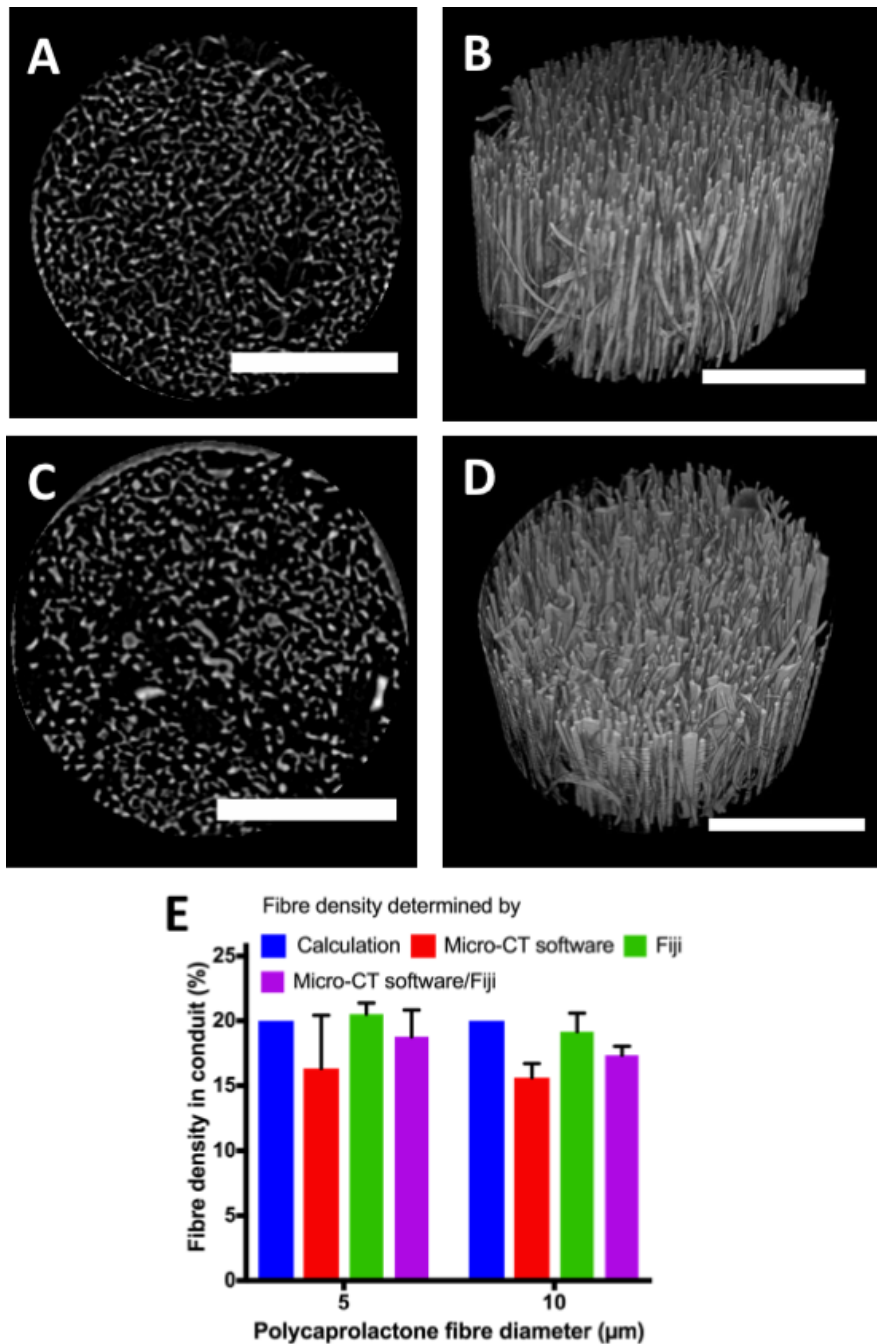 A
B
C
D
E
Fibre density determined by
Calculation Micro-CT software Fiji
Micro-CT software/Fiji
Fibre density in conduit (%)
25
20
15
10
5
0
5 10
Polycaprolactone fibre diameter (µm)